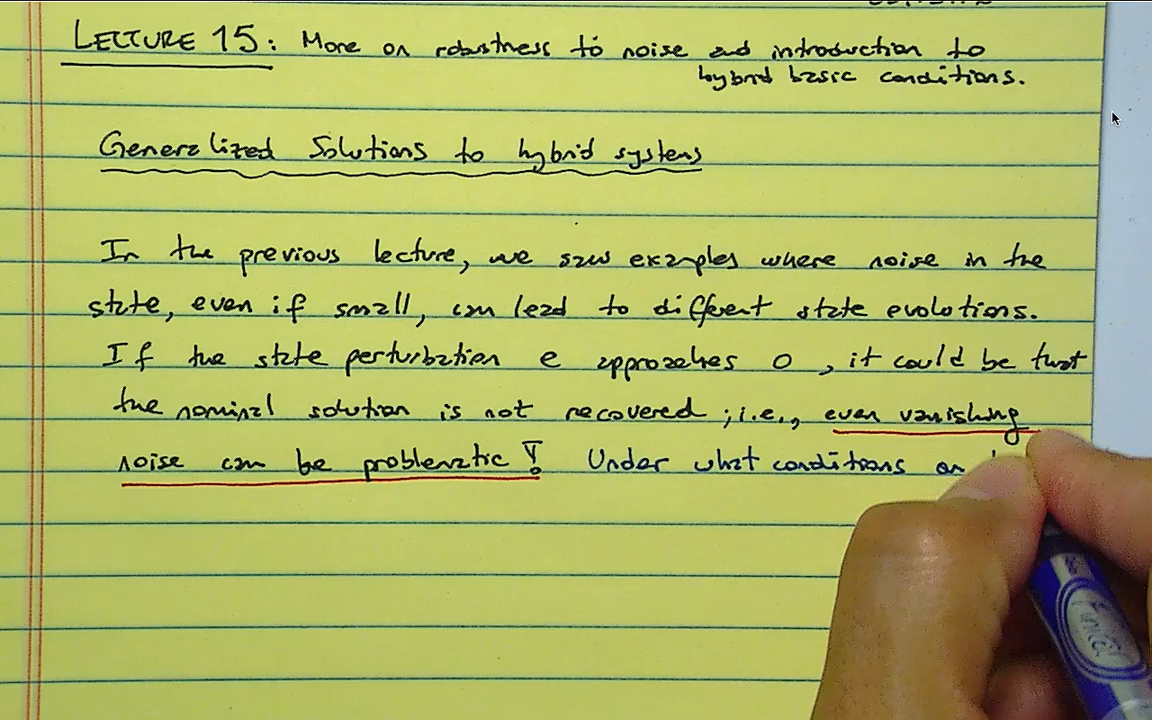 LECTURE 15: More on robustness to noise and introduction to
hybrid basic conditions.
Generalized Solutions to hybrid systems
In the previous lecture, we saw examples where noise in the
state, even if small, can lead to different state evolutions.
If the state perturbation e approaches 0, it could be that
the nominal solution is not recovered; i.e., even vanishing
noise can be problematic! Under what conditions on